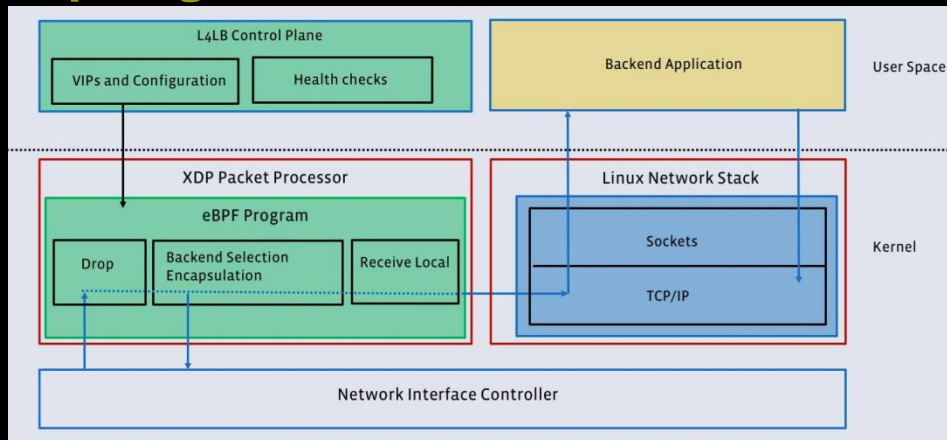 L4LB Control Plane
VIPs and Configuration
Health checks
Backend Application
User Space
XDP Packet Processor
eBPF Program
Drop
Backend Selection
Encapsulation
Receive Local
Linux Network Stack
Sockets
TCP/IP
Kernel
Network Interface Controller